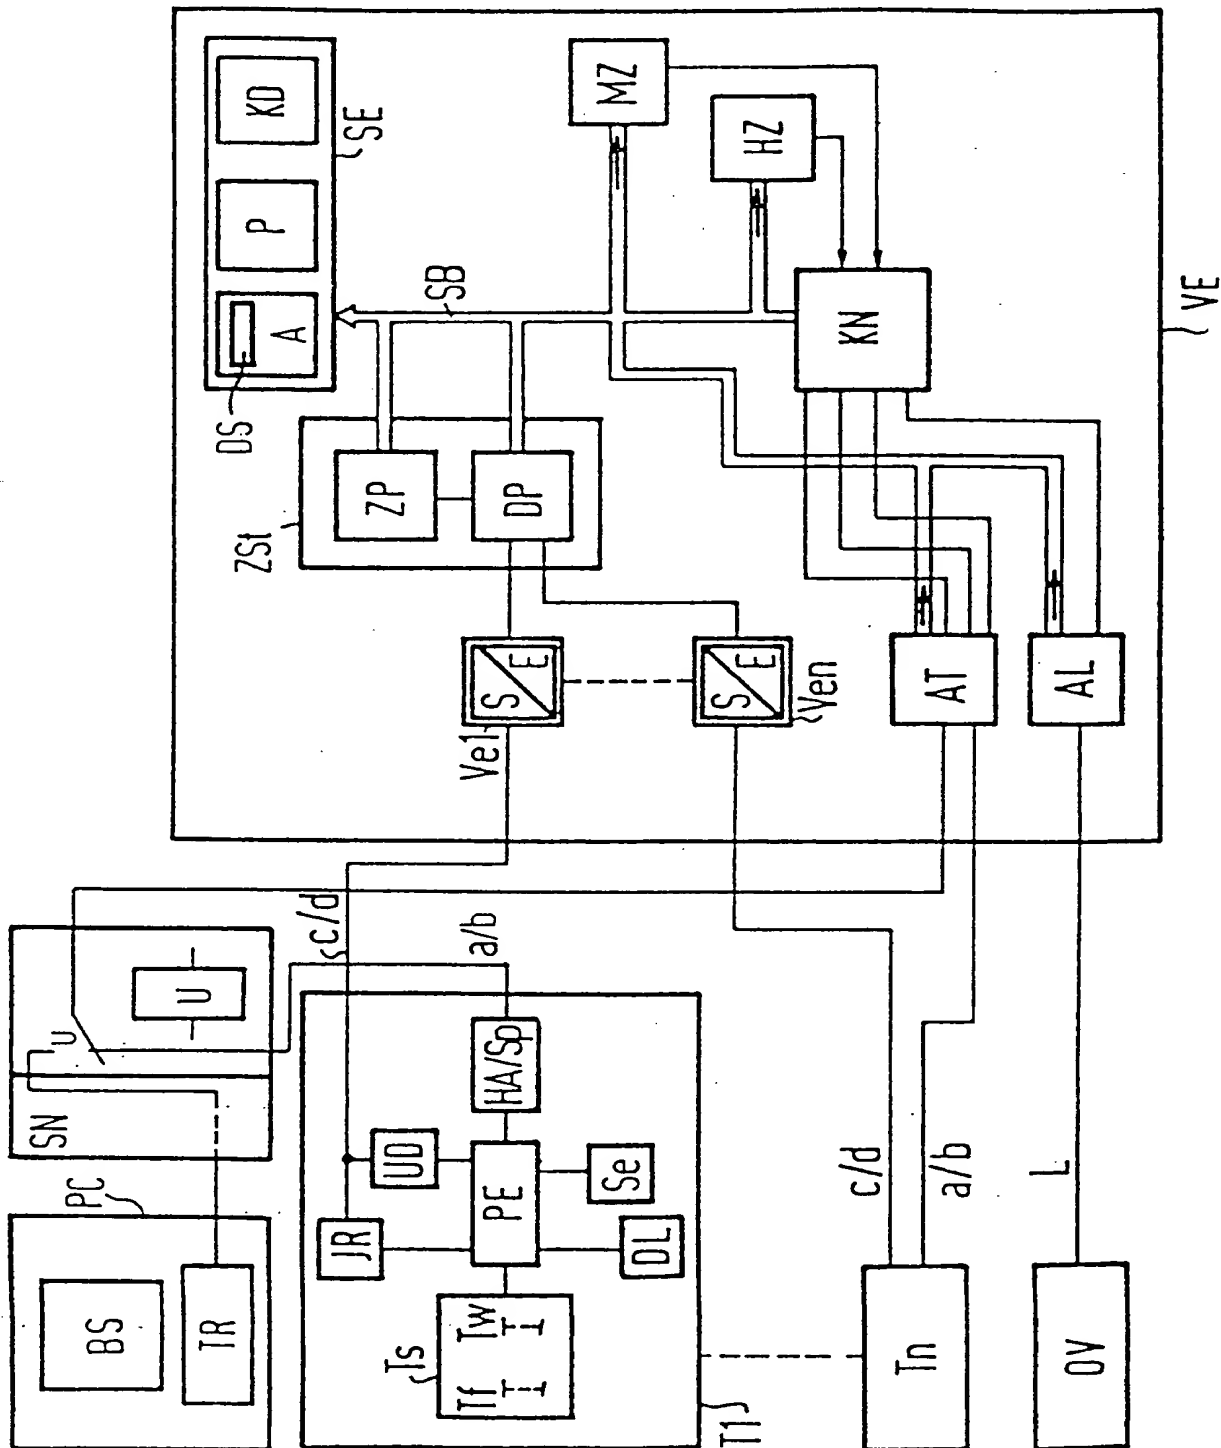 PC
BS
TR
SN
U
U
c/d
a/b
T1
Ts
Tf
Tw
JR
UD
PE
HA/Sp
DL
Se
Tn
c/d
a/b
OV
L
VE
Ve1
S
E
Ven
S
E
ZSt
ZP
DP
SE
DS
A
P
KD
SB
MZ
HZ
KN
AT
AL